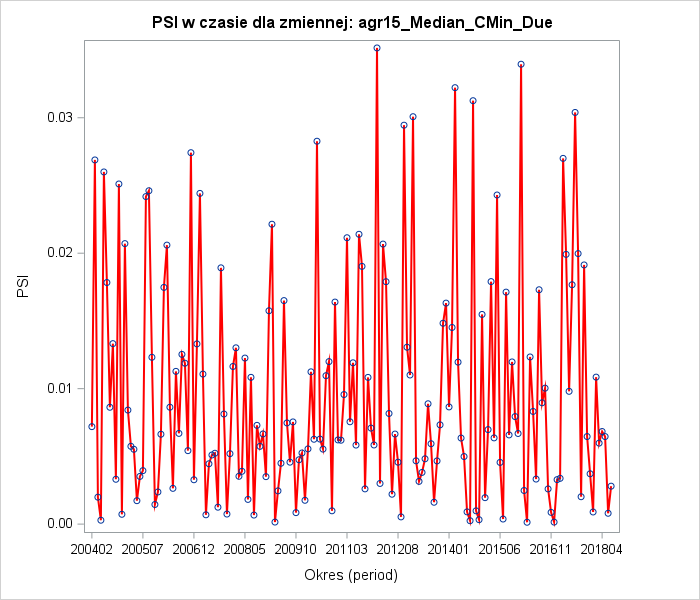 PSI w czasie dla zmiennej: agr15_Median_CMin_Due
0.03
0.02
0.01
0.00
PSI
200402 200507 200612 200805 200910 201103 201208 201401 201506 201611 201804
Okres (period)